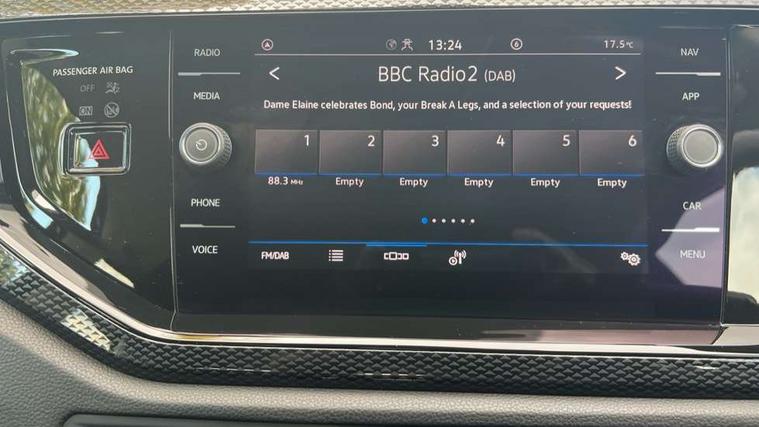 PASSENGER AIR BAG
OFF
ON
RADIO
MEDIA
PHONE
VOICE
13:24
6
17.5°C
BBC Radio2 (DAB)
Dame Elaine celebrates Bond, your Break A Legs, and a selection of your requests!
1 2 3 4 5 6
88.3 MHz Empty Empty Empty Empty Empty
FM/DAB
NAV
APP
CAR
MENU